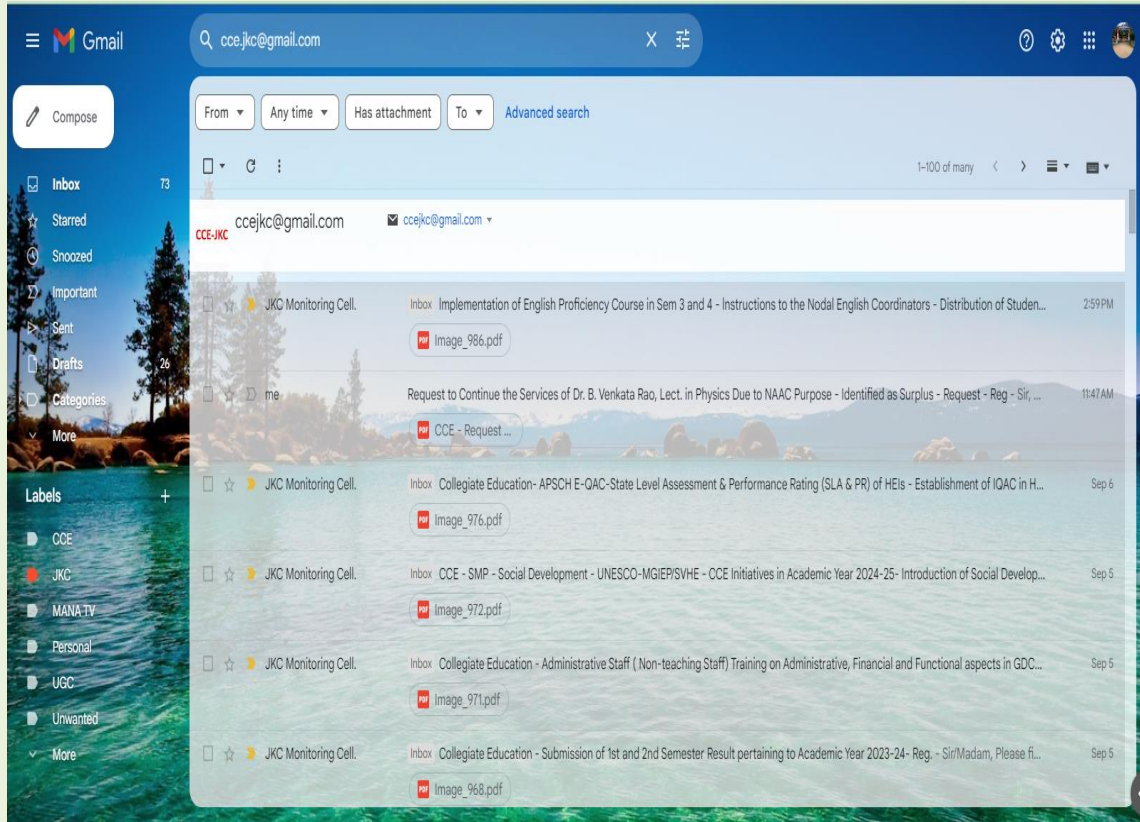 Gmail
cce.jkc@gmail.com
Compose
From
Any time
Has attachment
To
Advanced search
1–100 of many
Inbox 73
Starred
Snoozed
Important
Sent
Drafts 26
Categories
More
Labels +
CCE
JKC
MANA TV
Personal
UGC
Unwanted
More
CCE-JKC
ccejkc@gmail.com
ccejkc@gmail.com
JKC Monitoring Cell. Inbox Implementation of English Proficiency Course in Sem 3 and 4 - Instructions to the Nodal English Coordinators - Distribution of Studen... 2:59 PM
PDF Image_986.pdf
me Request to Continue the Services of Dr. B. Venkata Rao, Lect. in Physics Due to NAAC Purpose - Identified as Surplus - Request - Reg - Sir, ... 11:47 AM
PDF CCE - Request ...
JKC Monitoring Cell. Inbox Collegiate Education- APSCH E-QAC-State Level Assessment & Performance Rating (SLA & PR) of HEIs - Establishment of IQAC in H... Sep 6
PDF Image_976.pdf
JKC Monitoring Cell. Inbox CCE - SMP - Social Development - UNESCO-MGIEP/SVHE - CCE Initiatives in Academic Year 2024-25- Introduction of Social Develop... Sep 5
PDF Image_972.pdf
JKC Monitoring Cell. Inbox Collegiate Education - Administrative Staff ( Non-teaching Staff) Training on Administrative, Financial and Functional aspects in GDC... Sep 5
PDF Image_971.pdf
JKC Monitoring Cell. Inbox Collegiate Education - Submission of 1st and 2nd Semester Result pertaining to Academic Year 2023-24- Reg. - Sir/Madam, Please fi... Sep 5
PDF Image_968.pdf